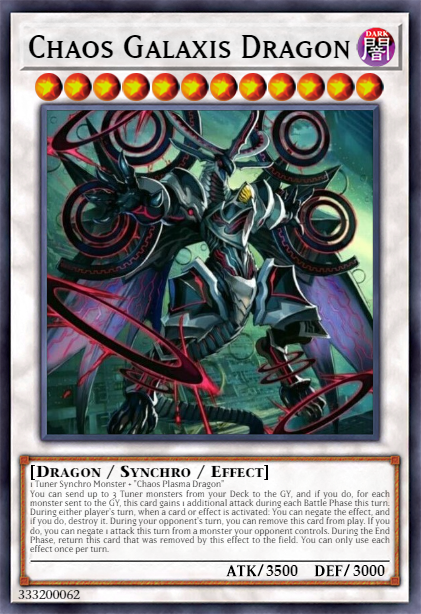 Chaos Galaxis Dragon
DARK
闇
[Dragon / Synchro / Effect]
1 Tuner Synchro Monster + "Chaos Plasma Dragon"
You can send up to 3 Tuner monsters from your Deck to the GY, and if you do, for each
monster sent to the GY, this card gains 1 additional attack during each Battle Phase this turn.
During either player's turn, when a card or effect is activated: You can negate the effect, and
if you do, destroy it. During your opponent's turn, you can remove this card from play. If you
do, you can negate 1 attack this turn from a monster your opponent controls. During the End
Phase, return this card that was removed by this effect to the field. You can only use each
effect once per turn.
ATK/3500 DEF/3000
333200062